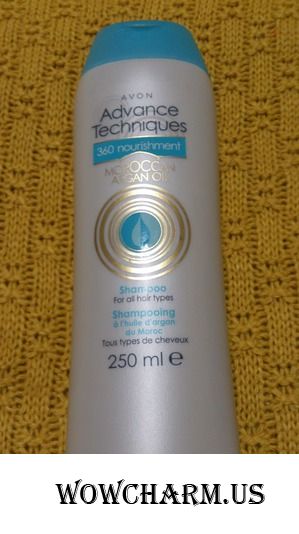 AVON
Advance
Techniques
360 nourishment
MOROCCAN
ARGAN OIL
Shampoo
For all hair types
Shampooing
à l'huile d'argan
du Maroc
Tous types de cheveux
250 ml e
WOWCHARM.US